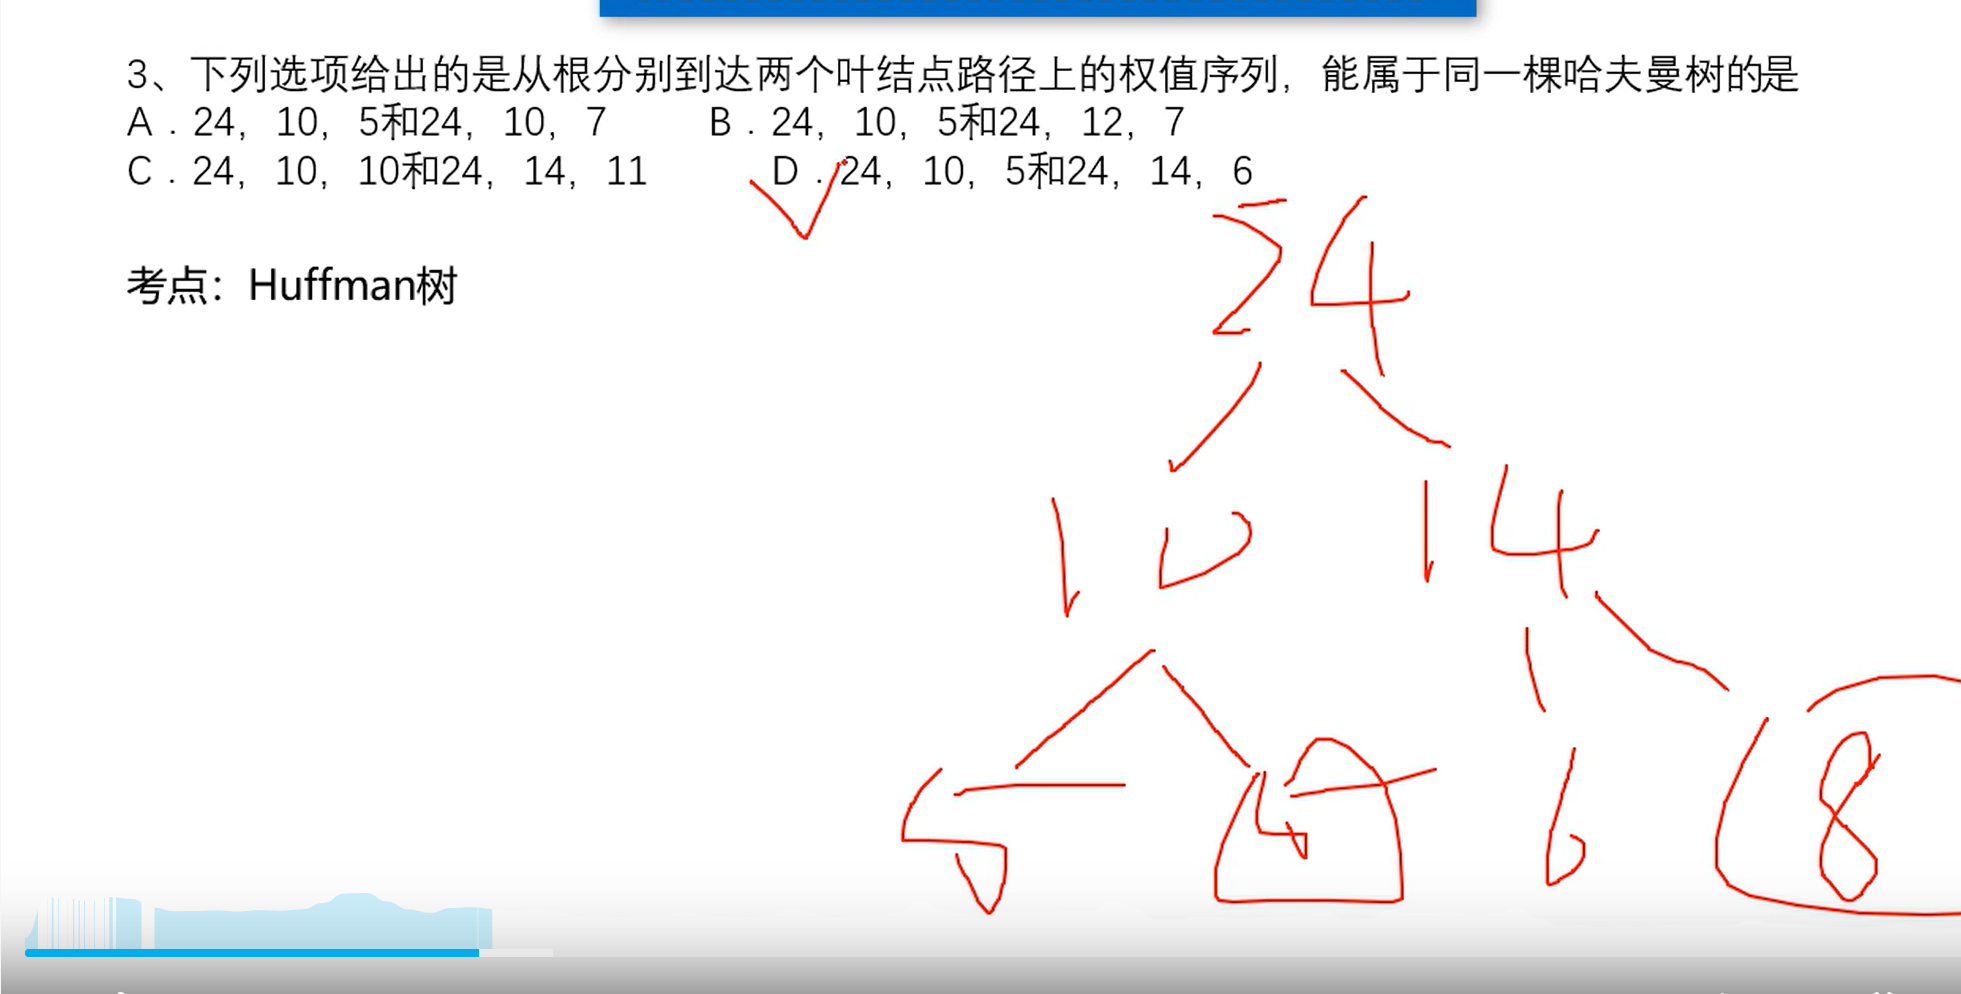 3、下列选项给出的是从根分别到达两个叶结点路径上的权值序列，能属于同一棵哈夫曼树的是
A．24，10，5和24，10，7 B．24，10，5和24，12，7
C．24，10，10和24，14，11 D．24，10，5和24，14，6
考点：Huffman树
24
10 14
5 5 6 8